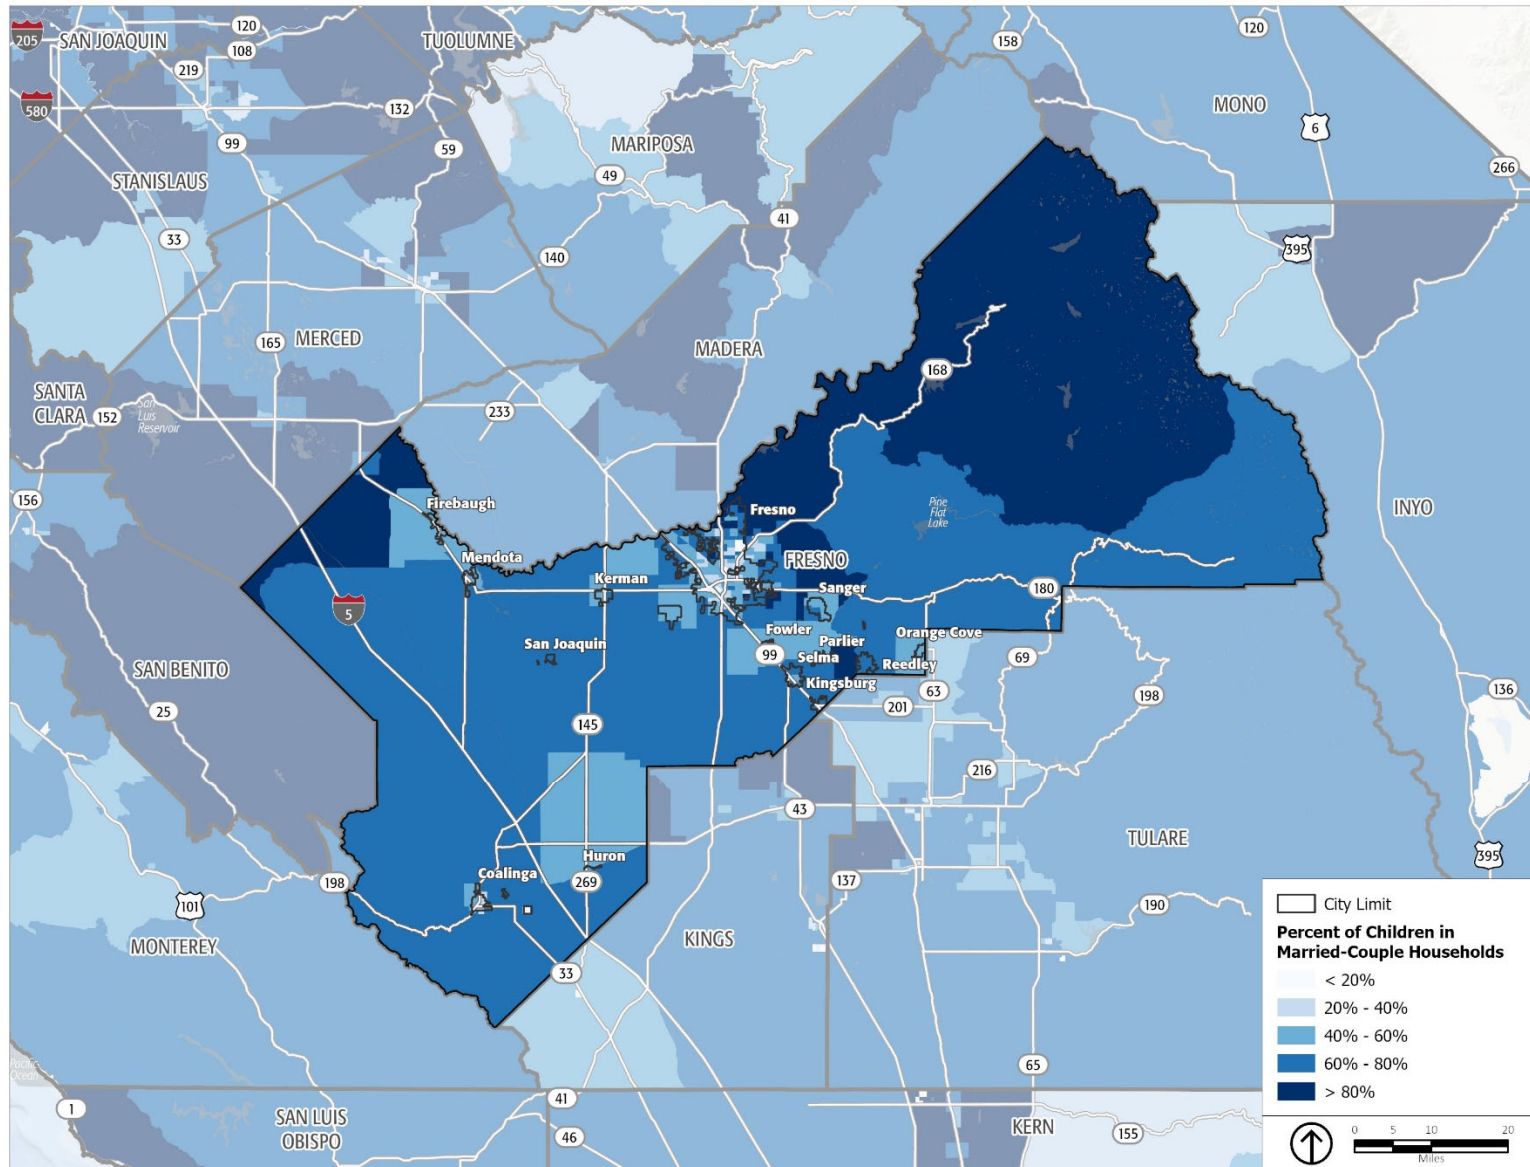 205
SAN JOAQUIN
120
108
TUOLUMNE
158
120
219
580
132
MONO
6
99
59
MARIPOSA
49
266
STANISLAUS
33
41
395
140
165
MERCED
MADERA
168
SANTA
CLARA
152
San
Luis
Reservoir
233
156
Firebaugh
Fresno
Pine
Flat
Lake
INYO
Mendota
FRESNO
Kerman
Sanger
180
5
Fowler
Parlier
Orange Cove
San Joaquin
99
Selma
Reedley
69
SAN BENITO
Kingsburg
63
198
136
25
201
145
216
43
TULARE
Huron
395
Coalinga
198
269
137
101
190
MONTEREY
KINGS
33
Pacific
Ocean
65
1
41
SAN LUIS
OBISPO
46
KERN
155
City Limit
Percent of Children in
Married-Couple Households
< 20%
20% - 40%
40% - 60%
60% - 80%
> 80%
0 5 10 20
Miles